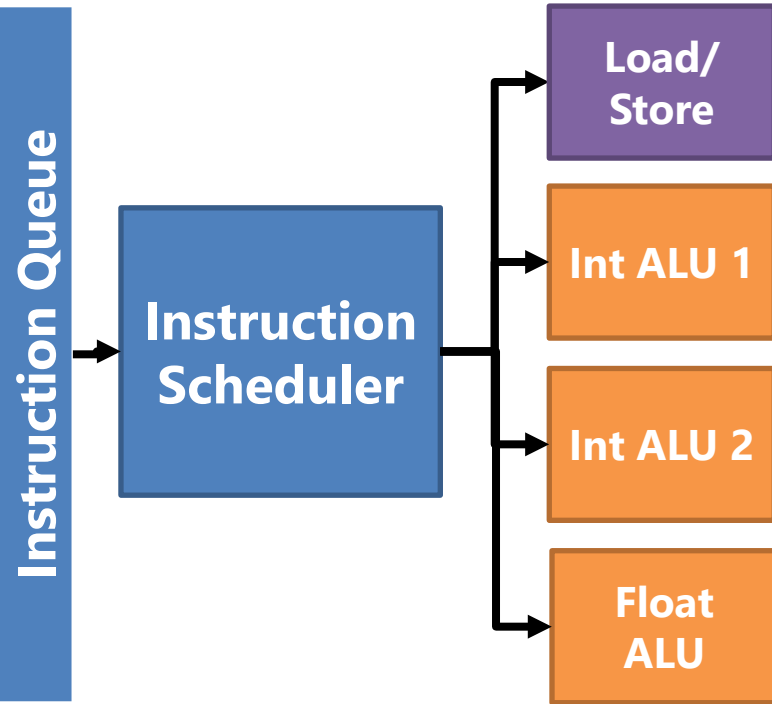 Instruction Queue
Instruction
Scheduler
Load/
Store
Int ALU 1
Int ALU 2
Float
ALU